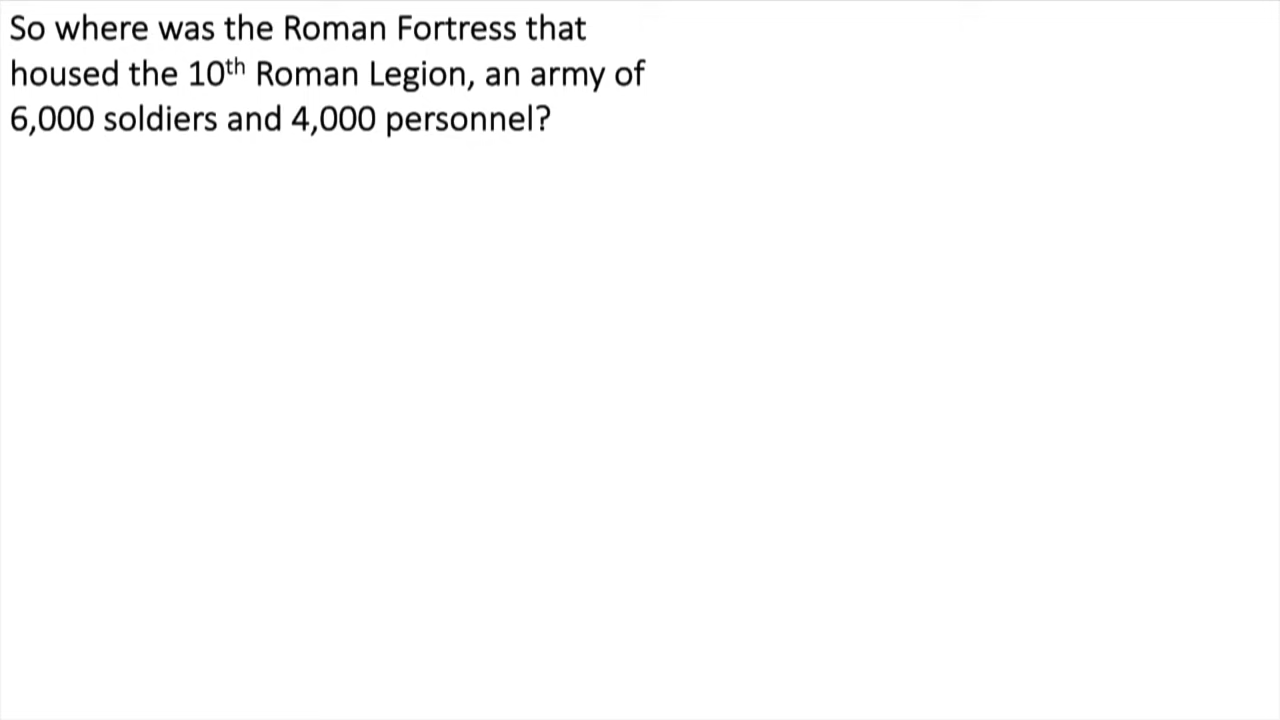 So where was the Roman Fortress that
housed the 10th Roman Legion, an army of
6,000 soldiers and 4,000 personnel?